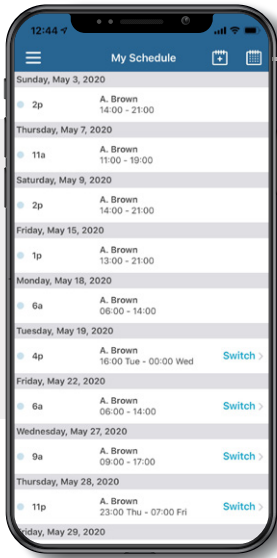 12:44
My Schedule
Sunday, May 3, 2020
2p
A. Brown
14:00 - 21:00
Thursday, May 7, 2020
11a
A. Brown
11:00 - 19:00
Saturday, May 9, 2020
2p
A. Brown
14:00 - 21:00
Friday, May 15, 2020
1p
A. Brown
13:00 - 21:00
Monday, May 18, 2020
6a
A. Brown
06:00 - 14:00
Tuesday, May 19, 2020
4p
A. Brown
16:00 Tue - 00:00 Wed
Switch
Friday, May 22, 2020
6a
A. Brown
06:00 - 14:00
Switch
Wednesday, May 27, 2020
9a
A. Brown
09:00 - 17:00
Switch
Thursday, May 28, 2020
11p
A. Brown
23:00 Thu - 07:00 Fri
Switch
Friday, May 29, 2020